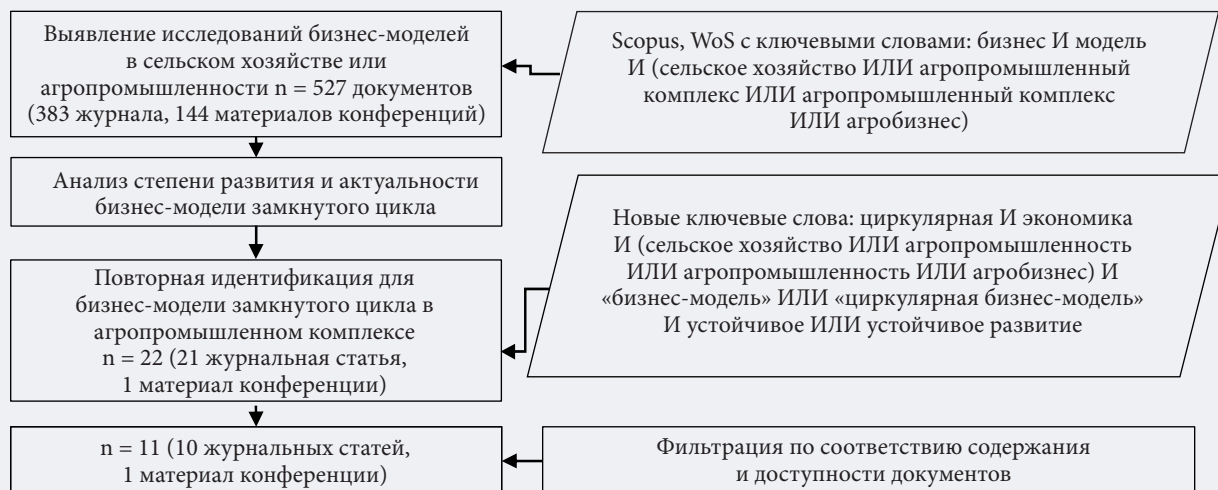 Выявление исследований бизнес-моделей
в сельском хозяйстве или
агропромышленности n = 527 документов
(383 журнала, 144 материалов конференций)
Scopus, WoS с ключевыми словами: бизнес И модель
И (сельское хозяйство ИЛИ агропромышленный
комплекс ИЛИ агропромышленный комплекс
ИЛИ агробизнес)
Анализ степени развития и актуальности
бизнес-модели замкнутого цикла
Новые ключевые слова: циркулярная И экономика
И (сельское хозяйство ИЛИ агропромышленность
ИЛИ агропромышленность ИЛИ агробизнес) И
«бизнес-модель» ИЛИ «циркулярная бизнес-модель»
И устойчивое ИЛИ устойчивое развитие
Повторная идентификация для
бизнес-модели замкнутого цикла в
агропромышленном комплексе
n = 22 (21 журнальная статья,
1 материал конференции)
n = 11 (10 журнальных статей,
1 материал конференции)
Фильтрация по соответствию содержания
и доступности документов